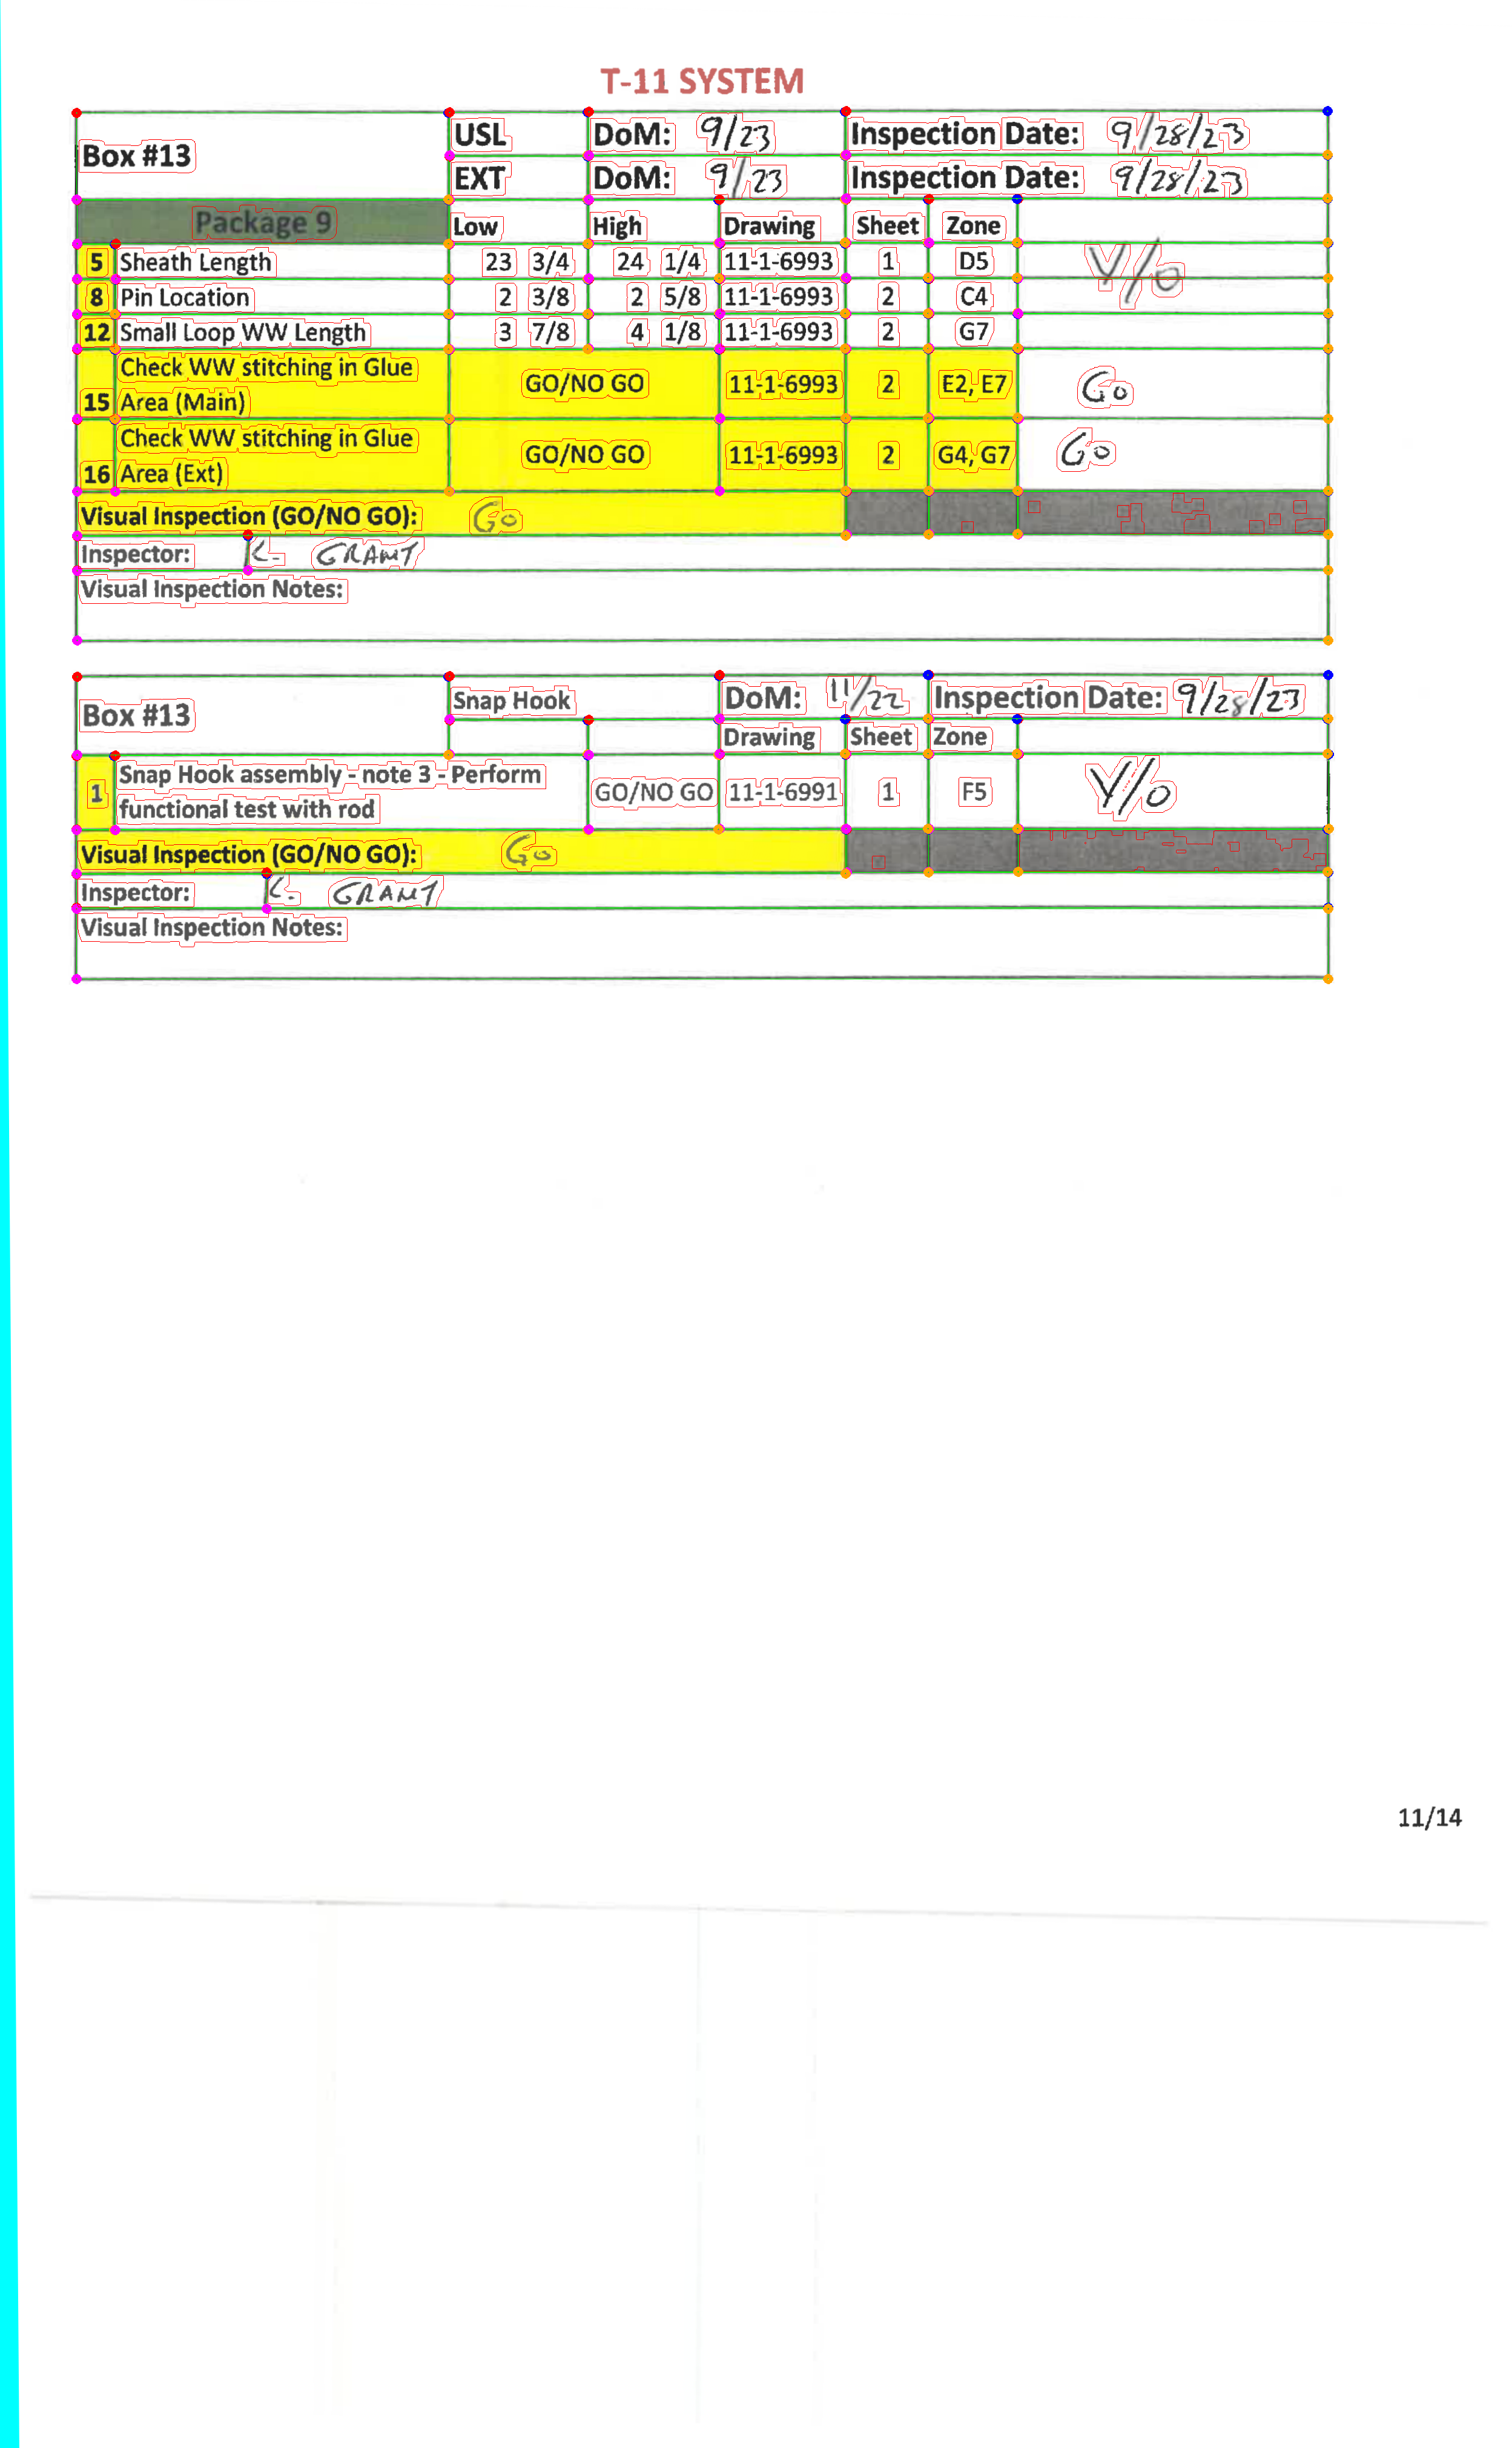 T-11 SYSTEM
Box #13 USL DoM: 9/23 Inspection Date: 9/28/23
EXT DoM: 9/23 Inspection Date: 9/28/23
Package 9 Low High Drawing Sheet Zone
5 Sheath Length 23 3/4 24 1/4 11-1-6993 1 D5 Y/O
8 Pin Location 2 3/8 2 5/8 11-1-6993 2 C4
12 Small Loop WW Length 3 7/8 4 1/8 11-1-6993 2 G7
Check WW stitching in Glue
15 Area (Main) GO/NO GO 11-1-6993 2 E2, E7 Go
Check WW stitching in Glue
16 Area (Ext) GO/NO GO 11-1-6993 2 G4, G7 Go
Visual Inspection (GO/NO GO): Go
Inspector: K. GRANT
Visual Inspection Notes:
Box #13 Snap Hook DoM: 11/22 Inspection Date: 9/28/23
Drawing Sheet Zone
1 Snap Hook assembly - note 3 - Perform
functional test with rod GO/NO GO 11-1-6991 1 F5 Y/O
Visual Inspection (GO/NO GO): Go
Inspector: K. GRANT
Visual Inspection Notes:
11/14